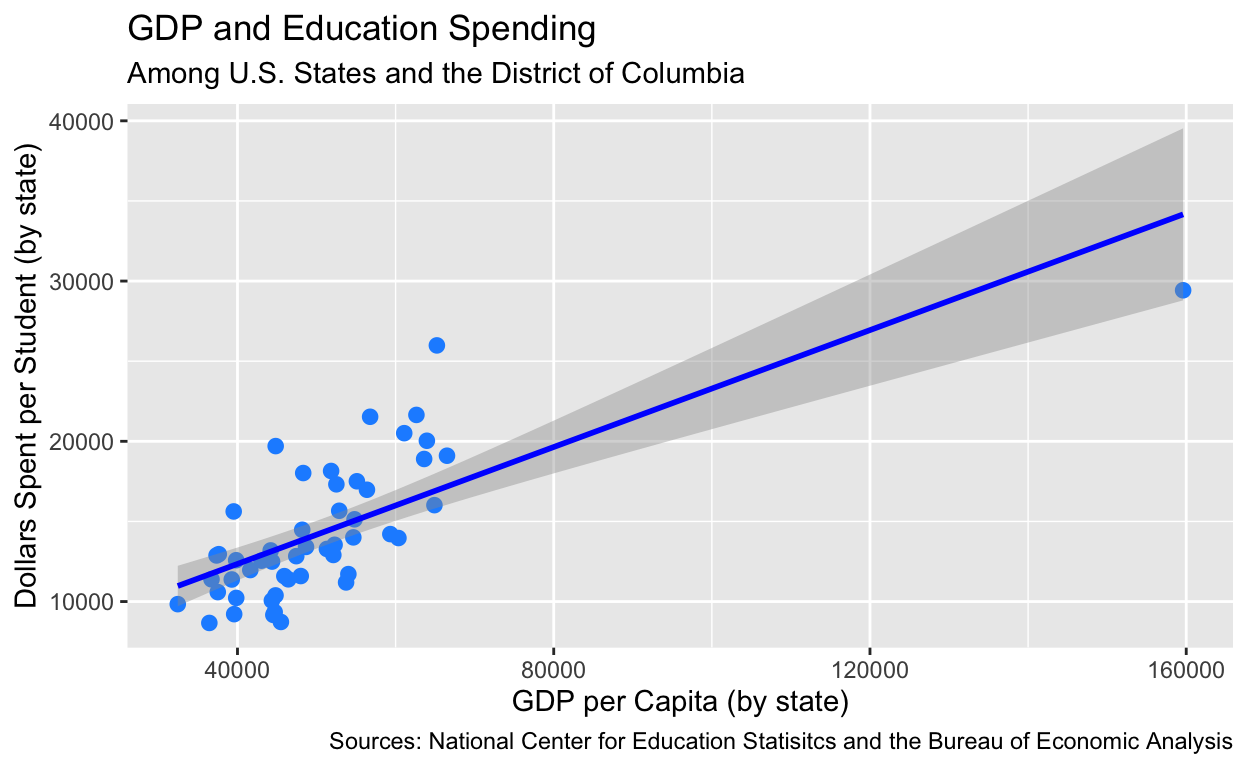 GDP and Education Spending
Among U.S. States and the District of Columbia
Dollars Spent per Student (by state)
40000
30000
20000
10000
40000 80000 120000 160000
GDP per Capita (by state)
Sources: National Center for Education Statisitcs and the Bureau of Economic Analysis